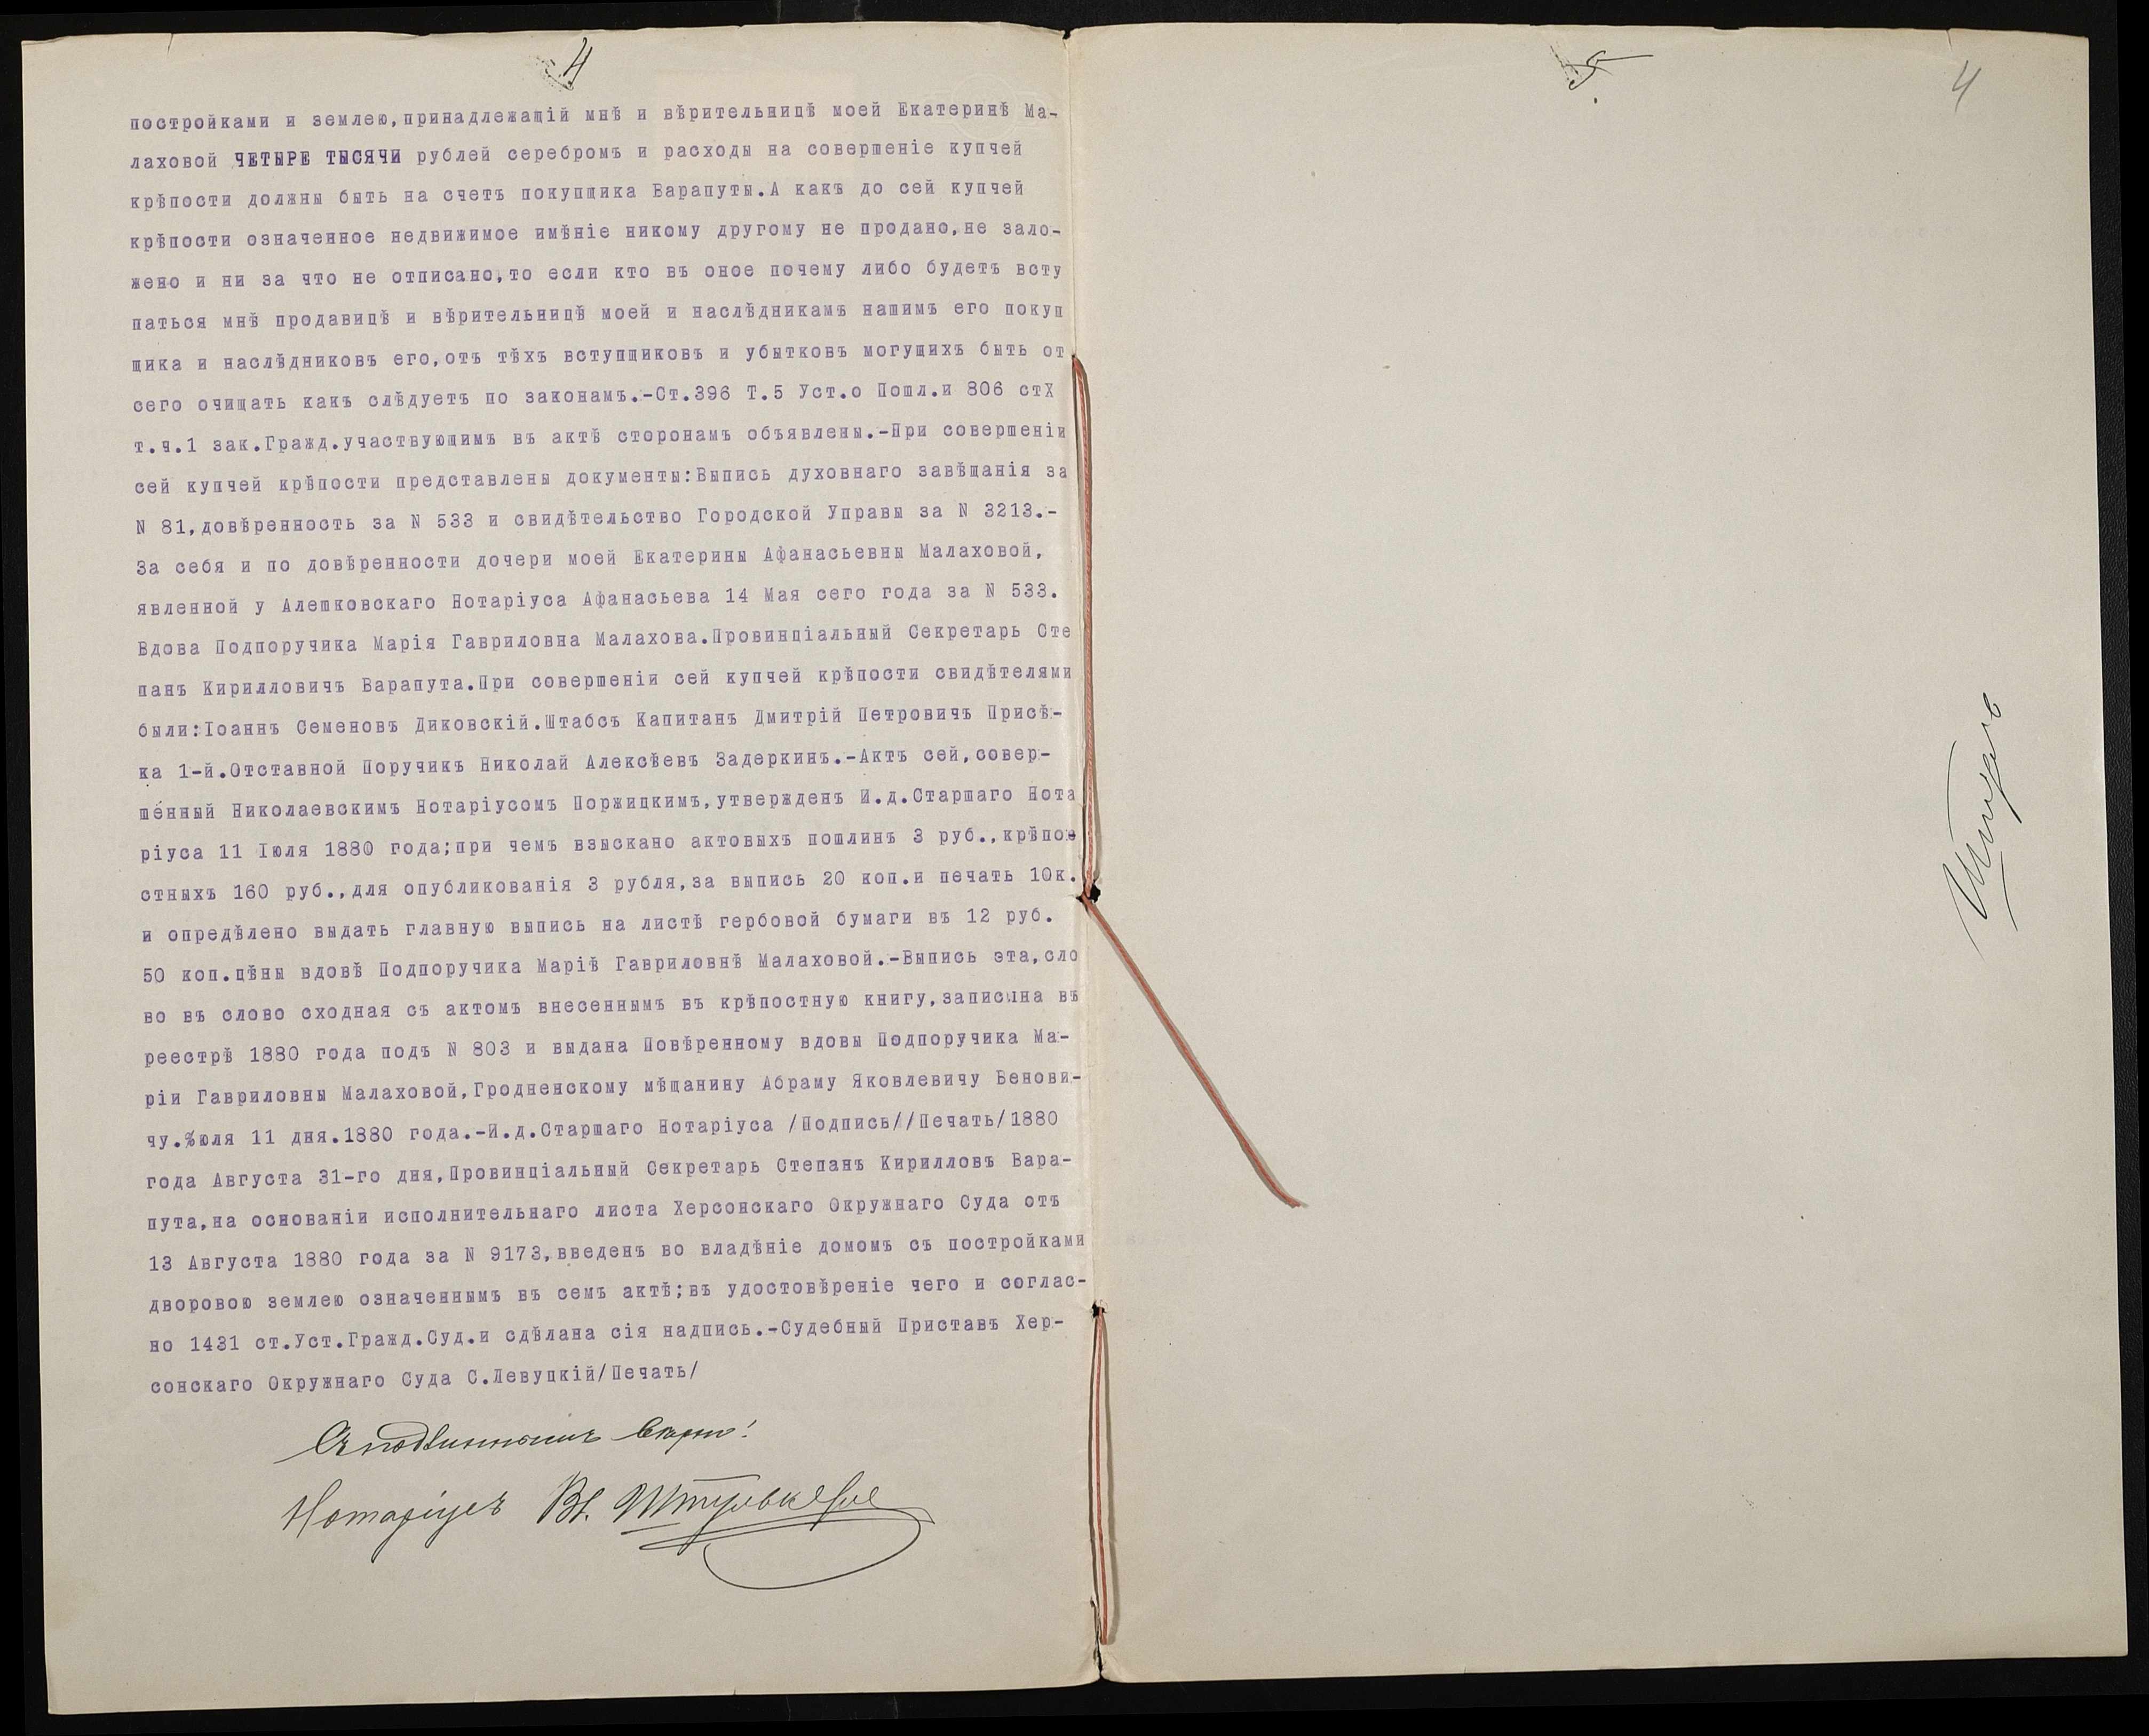 4
постройками и землею,принадлежащій мнѣ и вѣрительницѣ моей Екатеринѣ Ма-
лаховой ЧЕТЫРЕ ТЫСЯЧИ рублей серебромъ и расходы на совершеніе купчей
крѣпости должны быть на счетъ покупщика Варапуты.А какъ до сей купчей
крѣпости означенное недвижимое имѣніе никому другому не продано,не зало-
жено и ни за что не отписано,то если кто въ оное почему либо будетъ всту
паться мнѣ продавицѣ и вѣрительницѣ моей и наслѣдникамъ нашимъ его покуп
щика и наслѣдниковъ его,отъ тѣхъ вступщиковъ и убытковъ могущихъ быть от
сего очищать какъ слѣдуетъ по законамъ.-Ст.396 Т.5 Уст.о Пошл.и 806 стХ
т.ч.1 зак.Гражд.участвующимъ въ актѣ сторонамъ объявлены.-При совершеніи
сей купчей крѣпости представлены документы:Выпись духовнаго завѣщанія за
N 81,довѣренность за N 533 и свидѣтельство Городской Управы за N 3213.-
За себя и по довѣренности дочери моей Екатерины Афанасьевны Малаховой,
явленной у Алешковскаго Нотаріуса Афанасьева 14 Мая сего года за N 533.
Вдова Подпоручика Марія Гавриловна Малахова.Провинціальный Секретарь Сте
панъ Кирилловичъ Варапута.При совершеніи сей купчей крѣпости свидѣтелями
были:Іоаннъ Семеновъ Диковскій.Штабсъ Капитанъ Дмитрій Петровичъ Присѣ-
ка 1-й.Отставной Поручикъ Николай Алексѣевъ Задеркинъ.-Актъ сей,совер-
шенный Николаевскимъ Нотаріусомъ Поржицкимъ,утвержденъ И.д.Старшаго Нота
ріуса 11 Іюля 1880 года;при чемъ взыскано актовыхъ пошлинъ 3 руб.,крѣпо
стныхъ 160 руб.,для опубликованія 3 рубля,за выпись 20 коп.и печать 10к.
и опредѣлено выдать главную выпись на листѣ гербовой бумаги въ 12 руб.
50 коп.цѣны вдовѣ Подпоручика Маріѣ Гавриловнѣ Малаховой.-Выпись эта,сло
во въ слово сходная съ актомъ внесеннымъ въ крѣпостную книгу,записана въ
реестрѣ 1880 года подъ N 803 и выдана Повѣренному вдовы Подпоручика Ма-
ріи Гавриловны Малаховой,Гродненскому мѣщанину Абраму Яковлевичу Бенови-
чу.%юля 11 дня.1880 года.-И.д.Старшаго Нотаріуса /Подпись//Печать/1880
года Августа 31-го дня,Провинціальный Секретарь Степанъ Кирилловъ Вара-
пута,на основаніи исполнительнаго листа Херсонскаго Окружнаго Суда отъ
13 Августа 1880 года за N 9173,введенъ во владѣніе домомъ съ постройками
дворовою землею означеннымъ въ семъ актѣ;въ удостовѣреніе чего и соглас-
но 1431 ст.Уст.Гражд.Суд.и сдѣлана сія надпись.-Судебный Приставъ Хер-
сонскаго Окружнаго Суда С.Левуцкій/Печать/
Съ подлиннымъ вѣрно!
Нотаріусъ Вл.
5
4